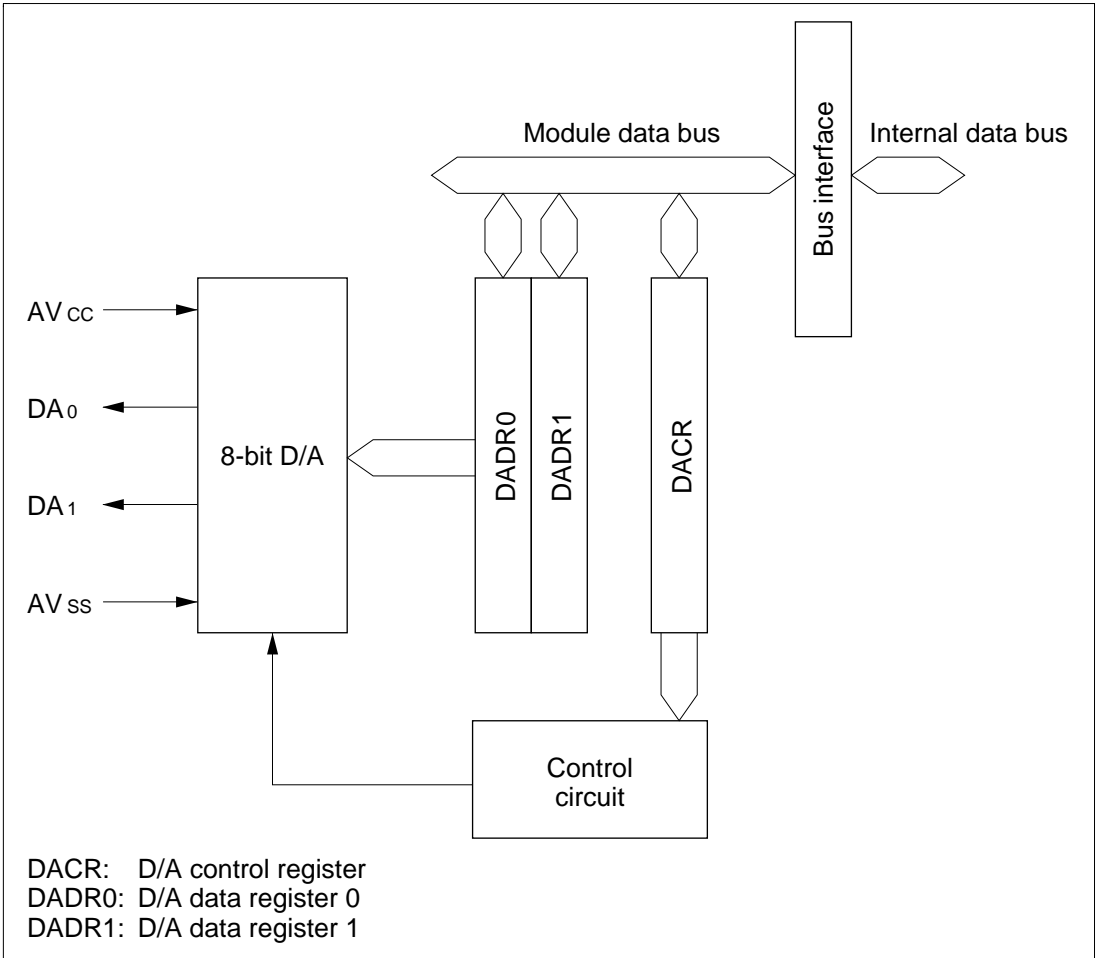 Module data bus
Internal data bus
Bus interface
AVCC
DA0
8-bit D/A
DA1
AVSS
DADR0
DADR1
DACR
Control
circuit
DACR: D/A control register
DADR0: D/A data register 0
DADR1: D/A data register 1